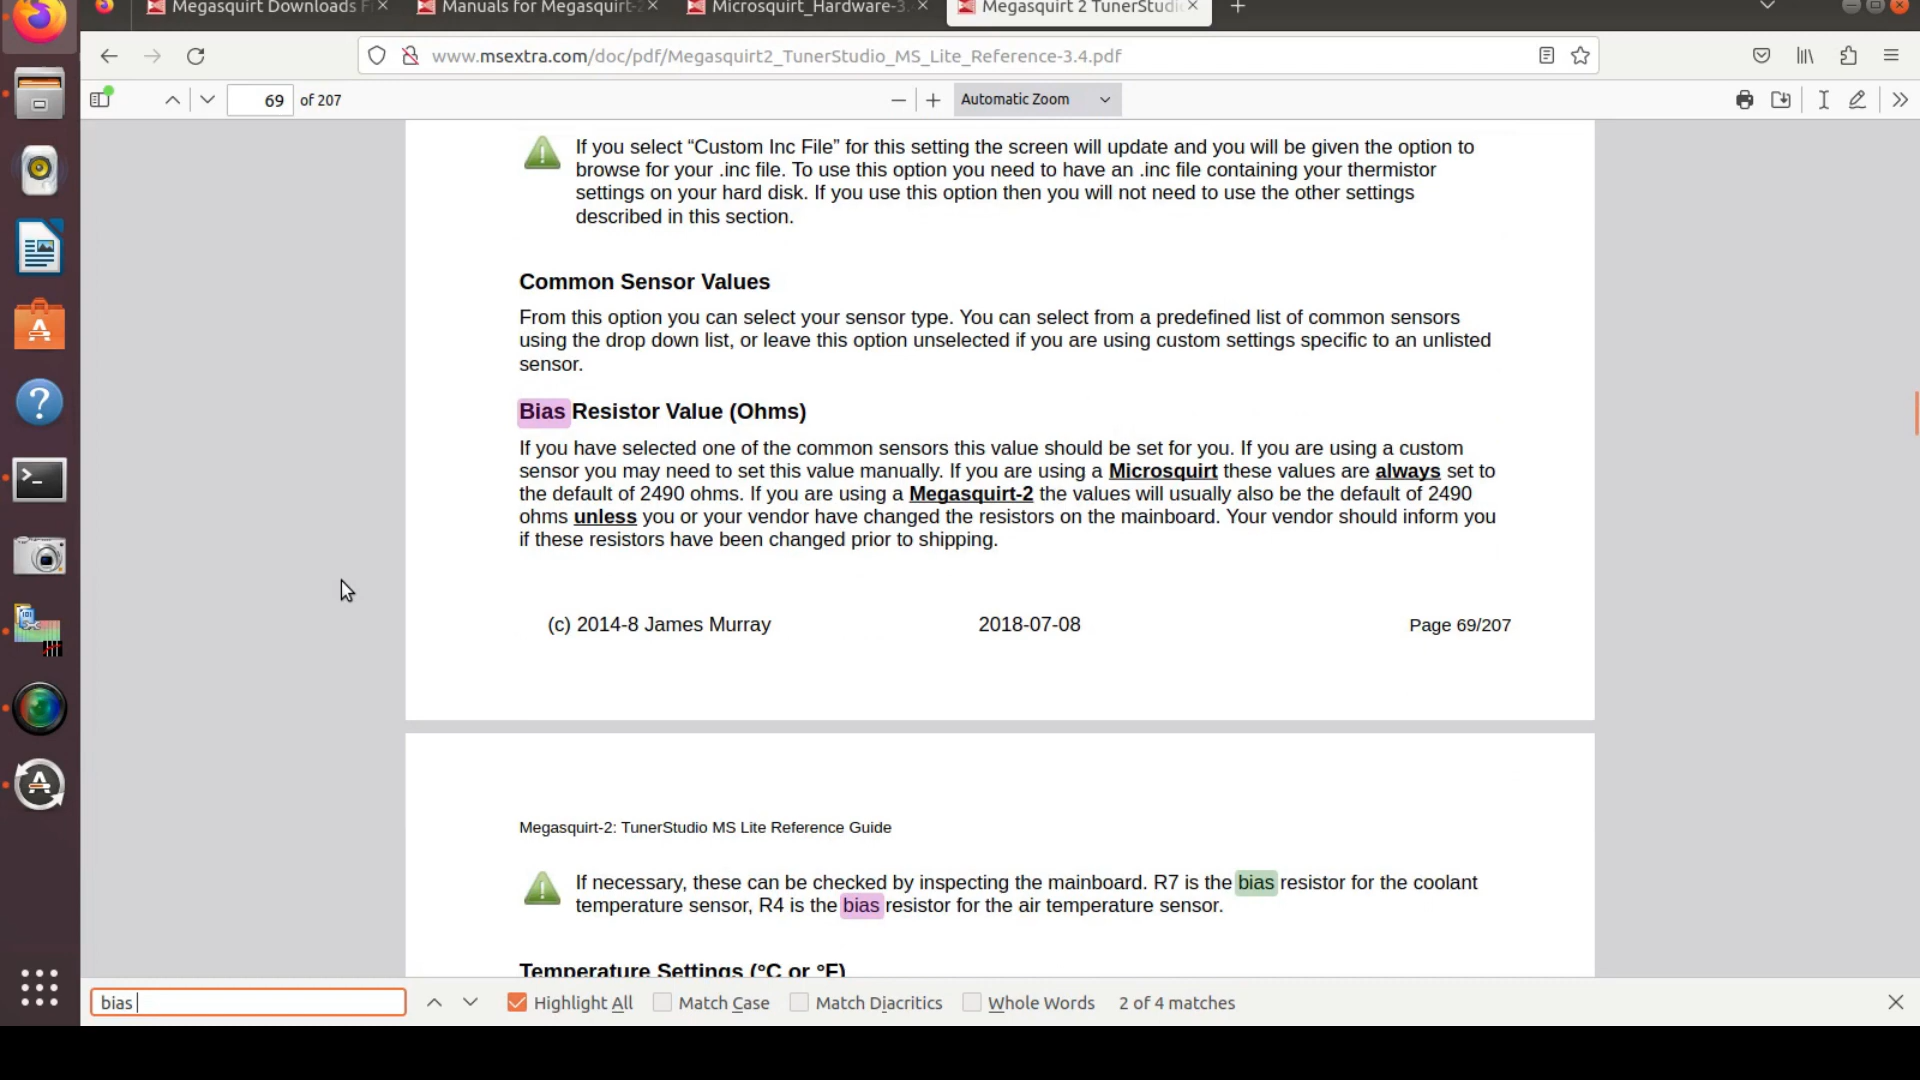 Megasquirt Downloads F
Manuals for Megasquirt-2
Microsquirt_Hardware-3.
Megasquirt 2 TunerStudi
www.msextra.com/doc/pdf/Megasquirt2_TunerStudio_MS_Lite_Reference-3.4.pdf
69 of 207
Automatic Zoom
If you select “Custom Inc File” for this setting the screen will update and you will be given the option to
browse for your .inc file. To use this option you need to have an .inc file containing your thermistor
settings on your hard disk. If you use this option then you will not need to use the other settings
described in this section.
Common Sensor Values
From this option you can select your sensor type. You can select from a predefined list of common sensors
using the drop down list, or leave this option unselected if you are using custom settings specific to an unlisted
sensor.
Bias Resistor Value (Ohms)
If you have selected one of the common sensors this value should be set for you. If you are using a custom
sensor you may need to set this value manually. If you are using a Microsquirt these values are always set to
the default of 2490 ohms. If you are using a Megasquirt-2 the values will usually also be the default of 2490
ohms unless you or your vendor have changed the resistors on the mainboard. Your vendor should inform you
if these resistors have been changed prior to shipping.
(c) 2014-8 James Murray 2018-07-08 Page 69/207
Megasquirt-2: TunerStudio MS Lite Reference Guide
If necessary, these can be checked by inspecting the mainboard. R7 is the bias resistor for the coolant
temperature sensor, R4 is the bias resistor for the air temperature sensor.
Temperature Settings (°C or °F)
bias
Highlight All
Match Case
Match Diacritics
Whole Words
2 of 4 matches